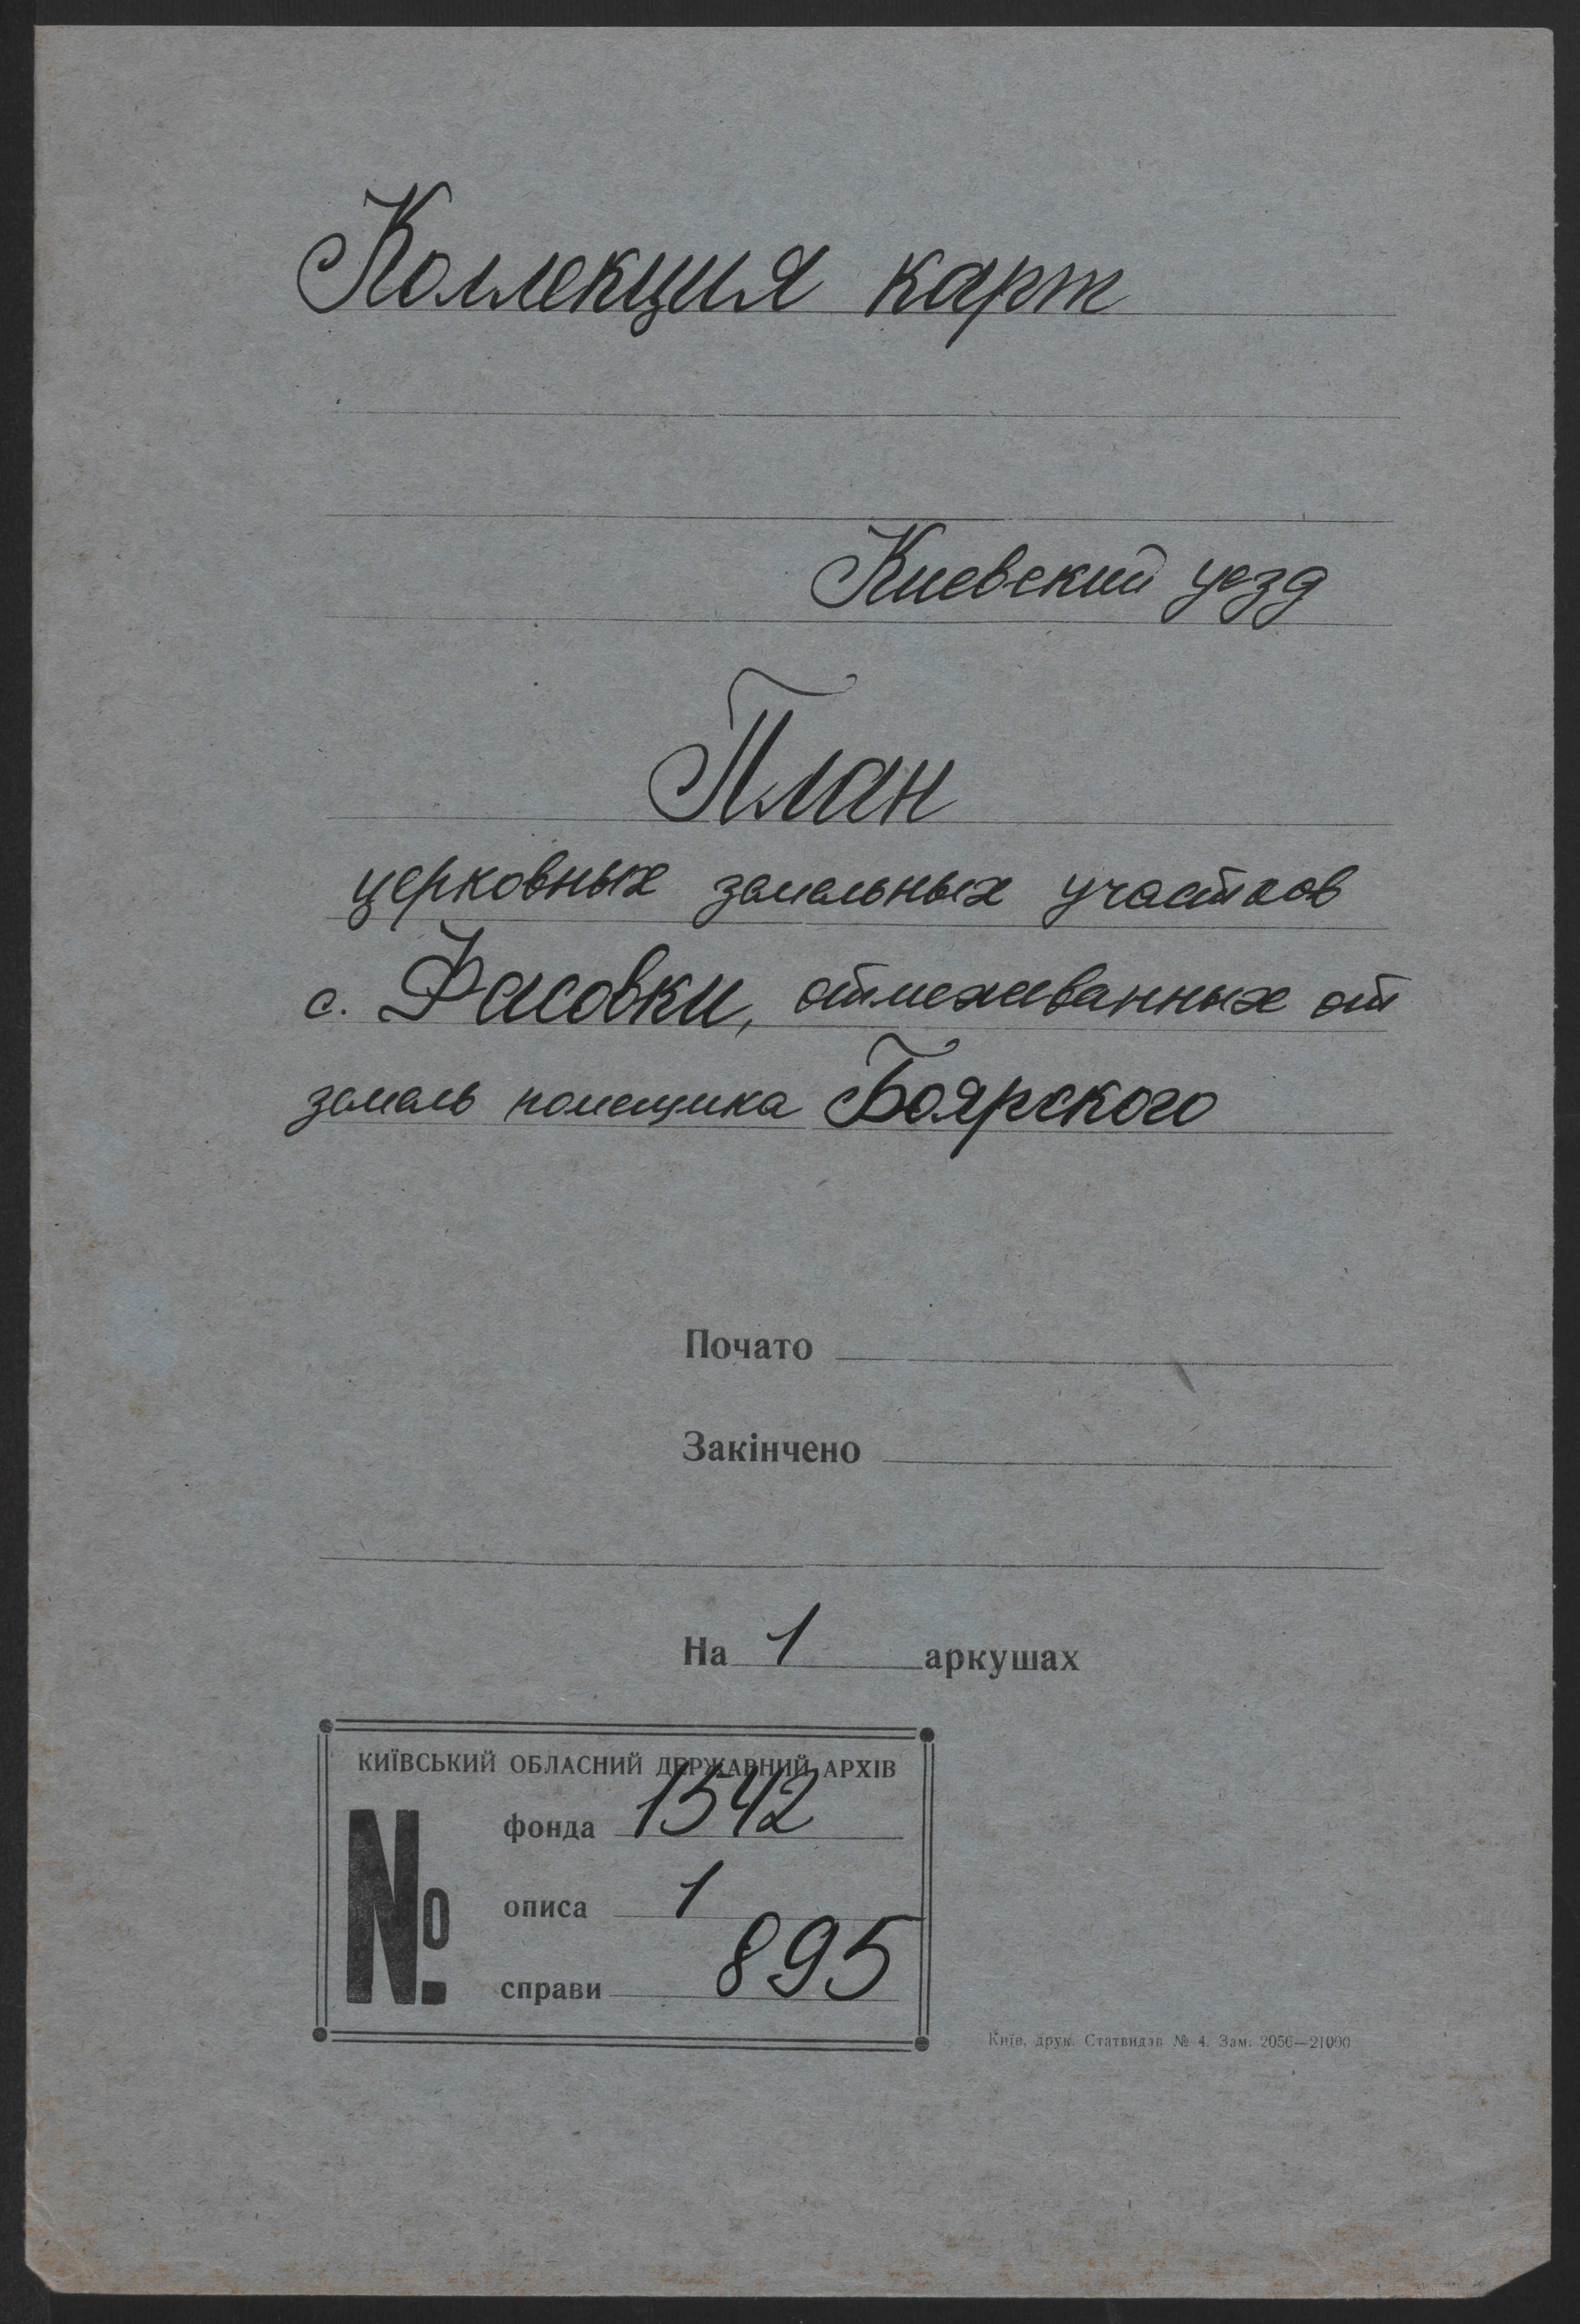 Коллекция карт
Киевский уезд
План
церковных земельных участков
с. Фасовки, отмежеванных от
земель помещика Боярского
Почато
Закінчено
На 1 аркушах
КИЇВСЬКИЙ ОБЛАСНИЙ ДЕРЖАВНИЙ АРХІВ
№
фонда 1542
описа 1
справи 895
Київ, друк. Статвидав № 4. Зам. 2056—21000